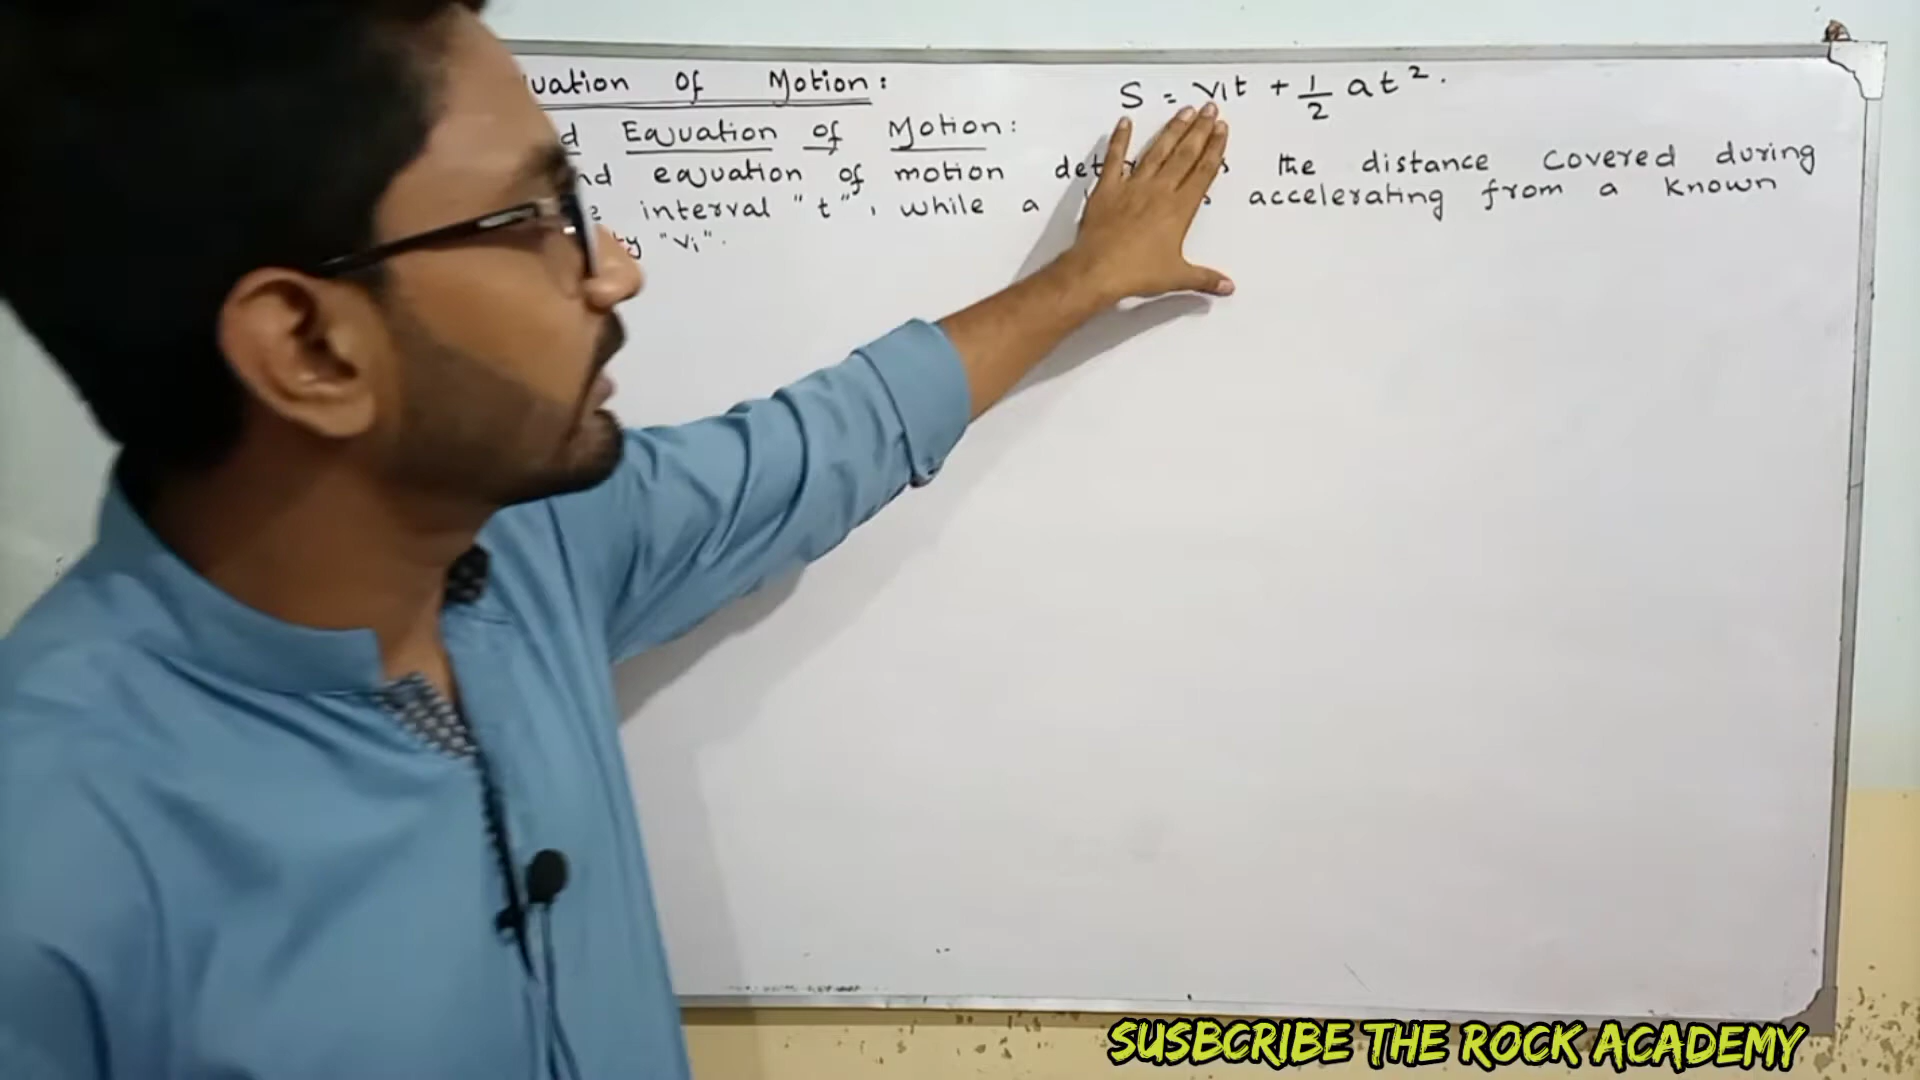 uation Of Motion:
S = Vit + 1/2 at².
d Equation of Motion:
nd equation of motion the distance covered during
interval "t", while a accelerating from a known
ty "Vi".
SUSBCRIBE THE ROCK ACADEMY